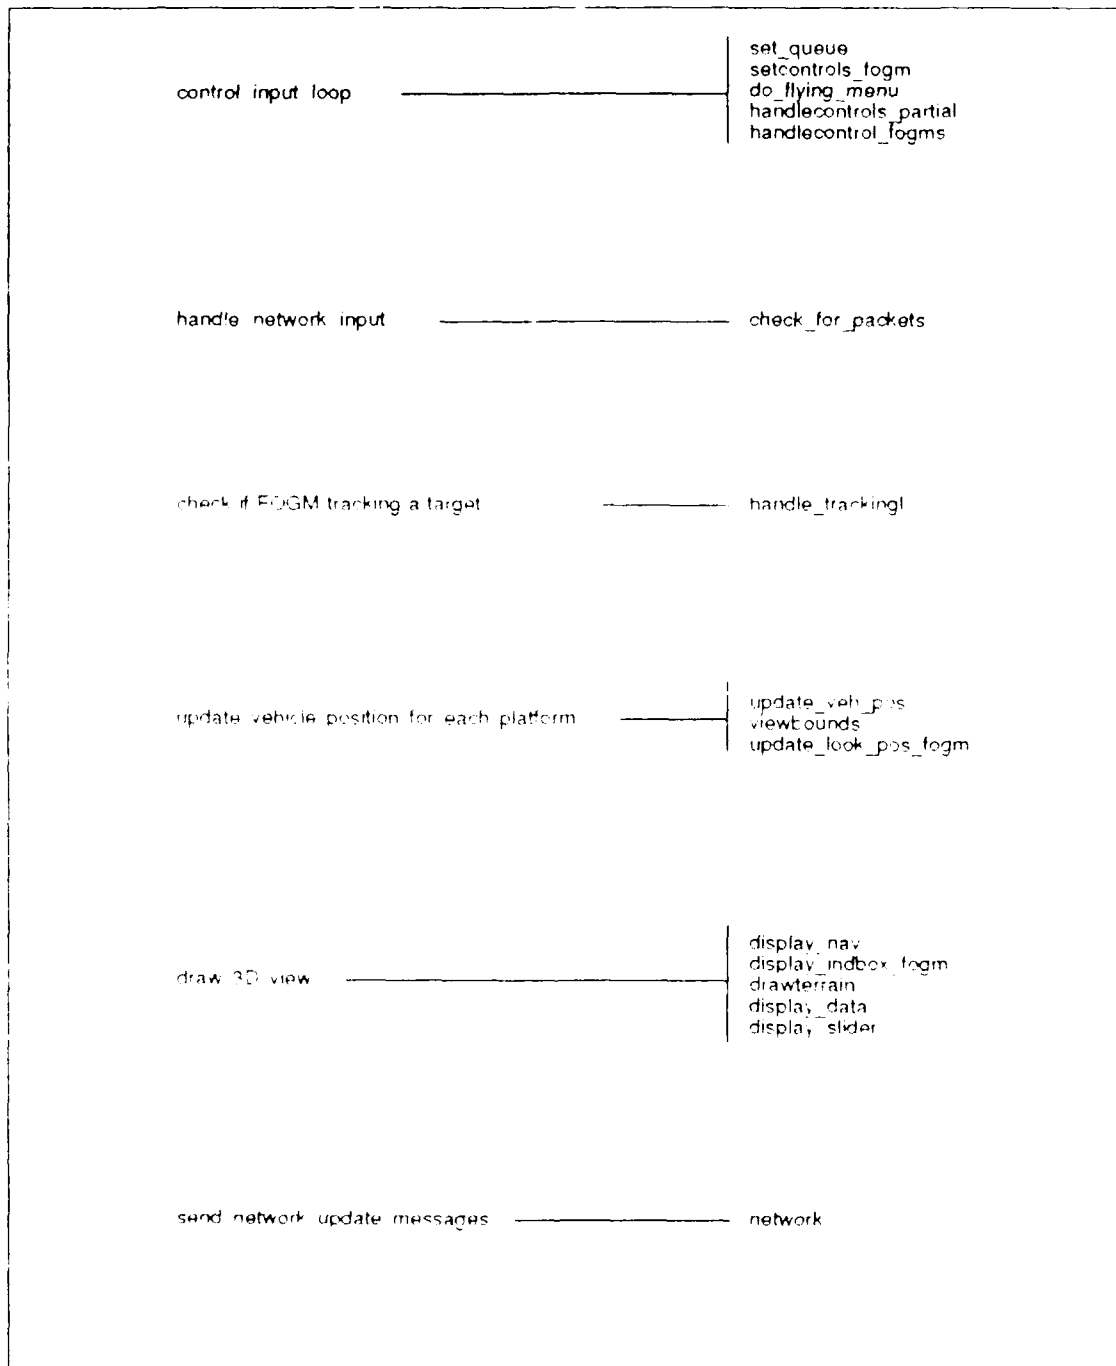 control input loop
set_queue
setcontrols_fogm
do_flying_menu
handlecontrols_partial
handlecontrol_fogms
handle network input
check_for_packets
check if FOGM tracking a target
handle_trackingl
update vehicle position for each platform
update_veh_pos
viewbounds
update_look_pos_fogm
draw 3D view
display_nav
display_indbox_fogm
drawterrain
display_data
display_slider
send network update messages
network